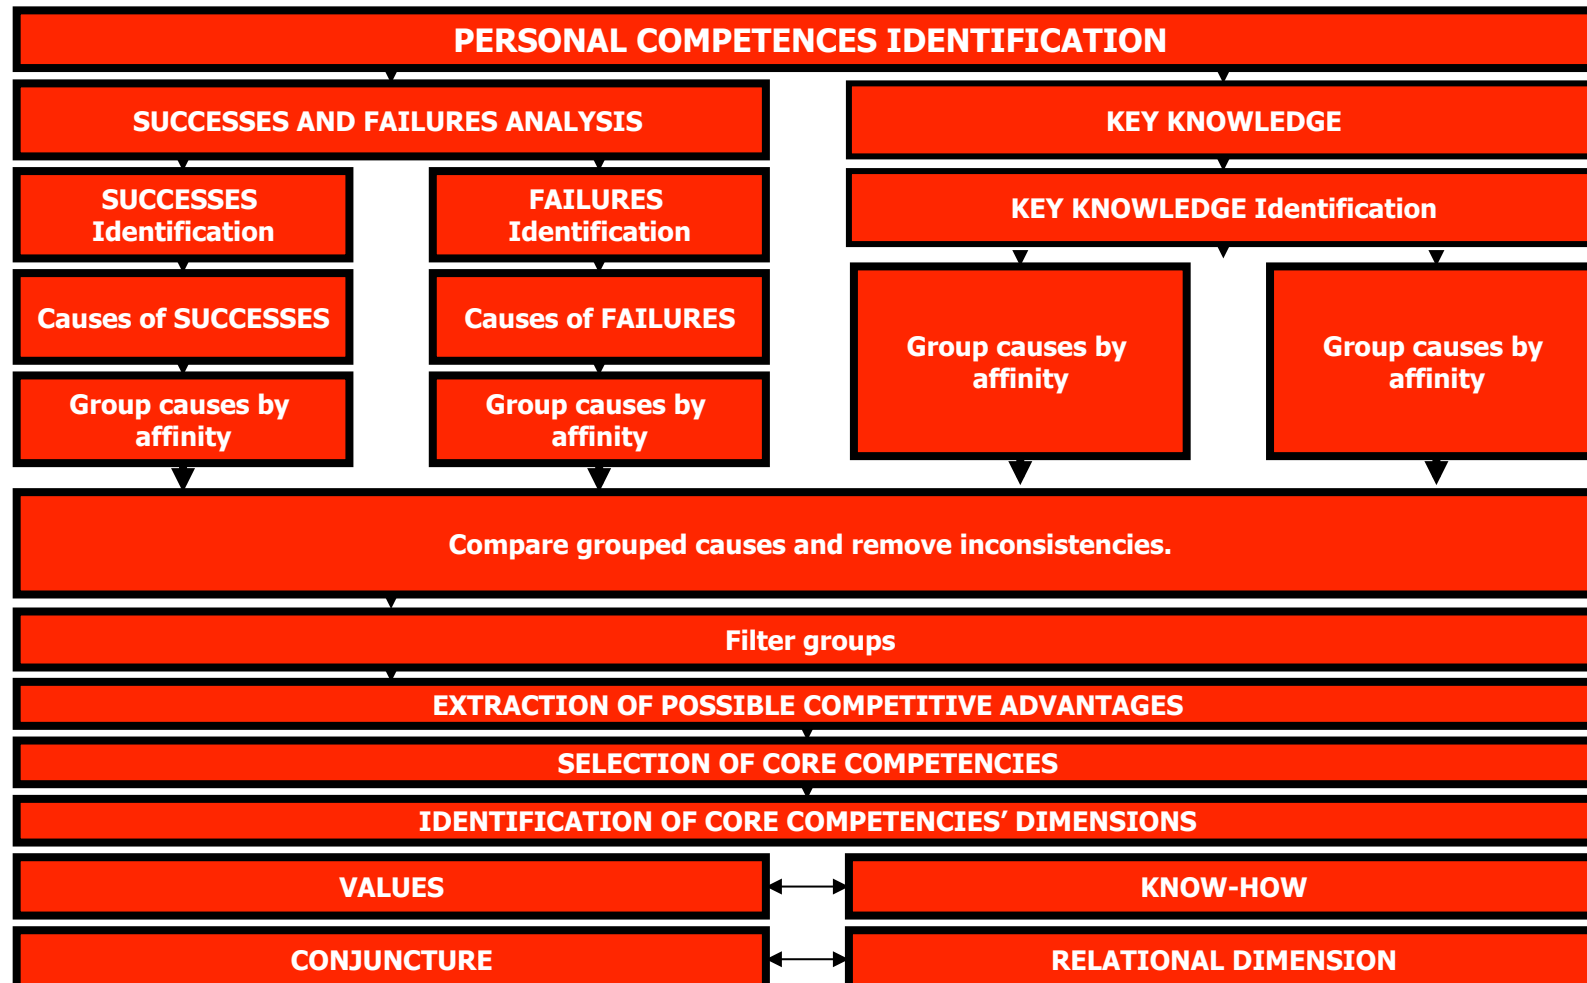 PERSONAL COMPETENCES IDENTIFICATION
SUCCESSES AND FAILURES ANALYSIS
KEY KNOWLEDGE
SUCCESSES
Identification
FAILURES
Identification
KEY KNOWLEDGE Identification
Causes of SUCCESSES
Causes of FAILURES
Group causes by
affinity
Group causes by
affinity
Group causes by
affinity
Group causes by
affinity
Compare grouped causes and remove inconsistencies.
Filter groups
EXTRACTION OF POSSIBLE COMPETITIVE ADVANTAGES
SELECTION OF CORE COMPETENCIES
IDENTIFICATION OF CORE COMPETENCIES’ DIMENSIONS
VALUES
KNOW-HOW
CONJUNCTURE
RELATIONAL DIMENSION